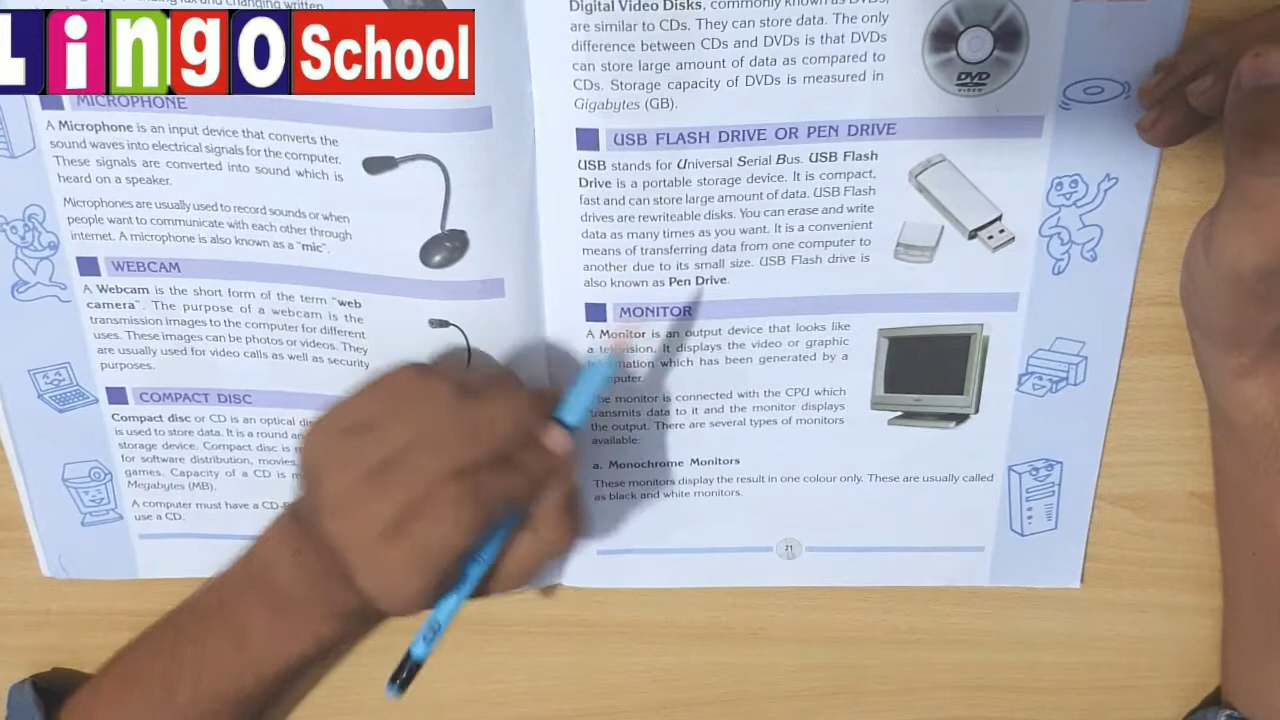 Lingo School
and changing written
MICROPHONE
A Microphone is an input device that converts the
sound waves into electrical signals for the computer.
These signals are converted into sound which is
heard on a speaker.
Microphones are usually used to record sounds or when
people want to communicate with each other through
internet. A microphone is also known as a "mic".
WEBCAM
A Webcam is the short form of the term "web
camera". The purpose of a webcam is the
transmission images to the computer for different
uses. These images can be photos or videos. They
are usually used for video calls as well as security
purposes.
COMPACT DISC
Compact disc or CD is an optical
is used to store data. It is a round
storage device. Compact disc is
for software distribution, movies,
games. Capacity of a CD is
Megabytes (MB).
A computer must have a
use a CD.
Digital Video Disks, commonly known as DVDs,
are similar to CDs. They can store data. The only
difference between CDs and DVDs is that DVDs
can store large amount of data as compared to
CDs. Storage capacity of DVDs is measured in
Gigabytes (GB).
DVD
VIDEO
USB FLASH DRIVE OR PEN DRIVE
USB stands for Universal Serial Bus. USB Flash
Drive is a portable storage device. It is compact,
fast and can store large amount of data. USB Flash
drives are rewriteable disks. You can erase and write
data as many times as you want. It is a convenient
means of transferring data from one computer to
another due to its small size. USB Flash drive is
also known as Pen Drive.
MONITOR
A Monitor is an output device that looks like
a television. It displays the video or graphic
information which has been generated by a
computer.
The monitor is connected with the CPU which
transmits data to it and the monitor displays
the output. There are several types of monitors
available:
a. Monochrome Monitors
These monitors display the result in one colour only. These are usually called
as black and white monitors.
21